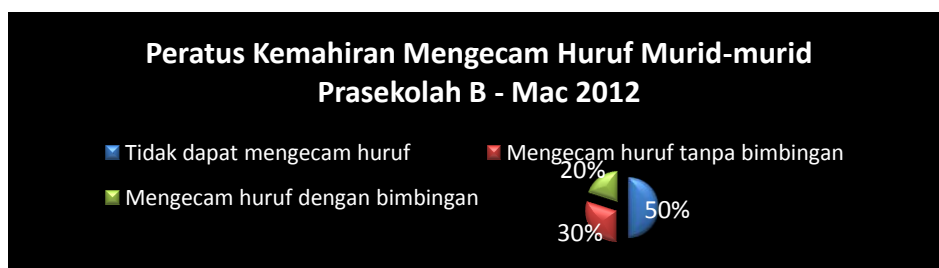 Peratus Kemahiran Mengecam Huruf Murid-murid
Prasekolah B - Mac 2012
Tidak dapat mengecam huruf
Mengecam huruf tanpa bimbingan
Mengecam huruf dengan bimbingan
20%
50%
30%